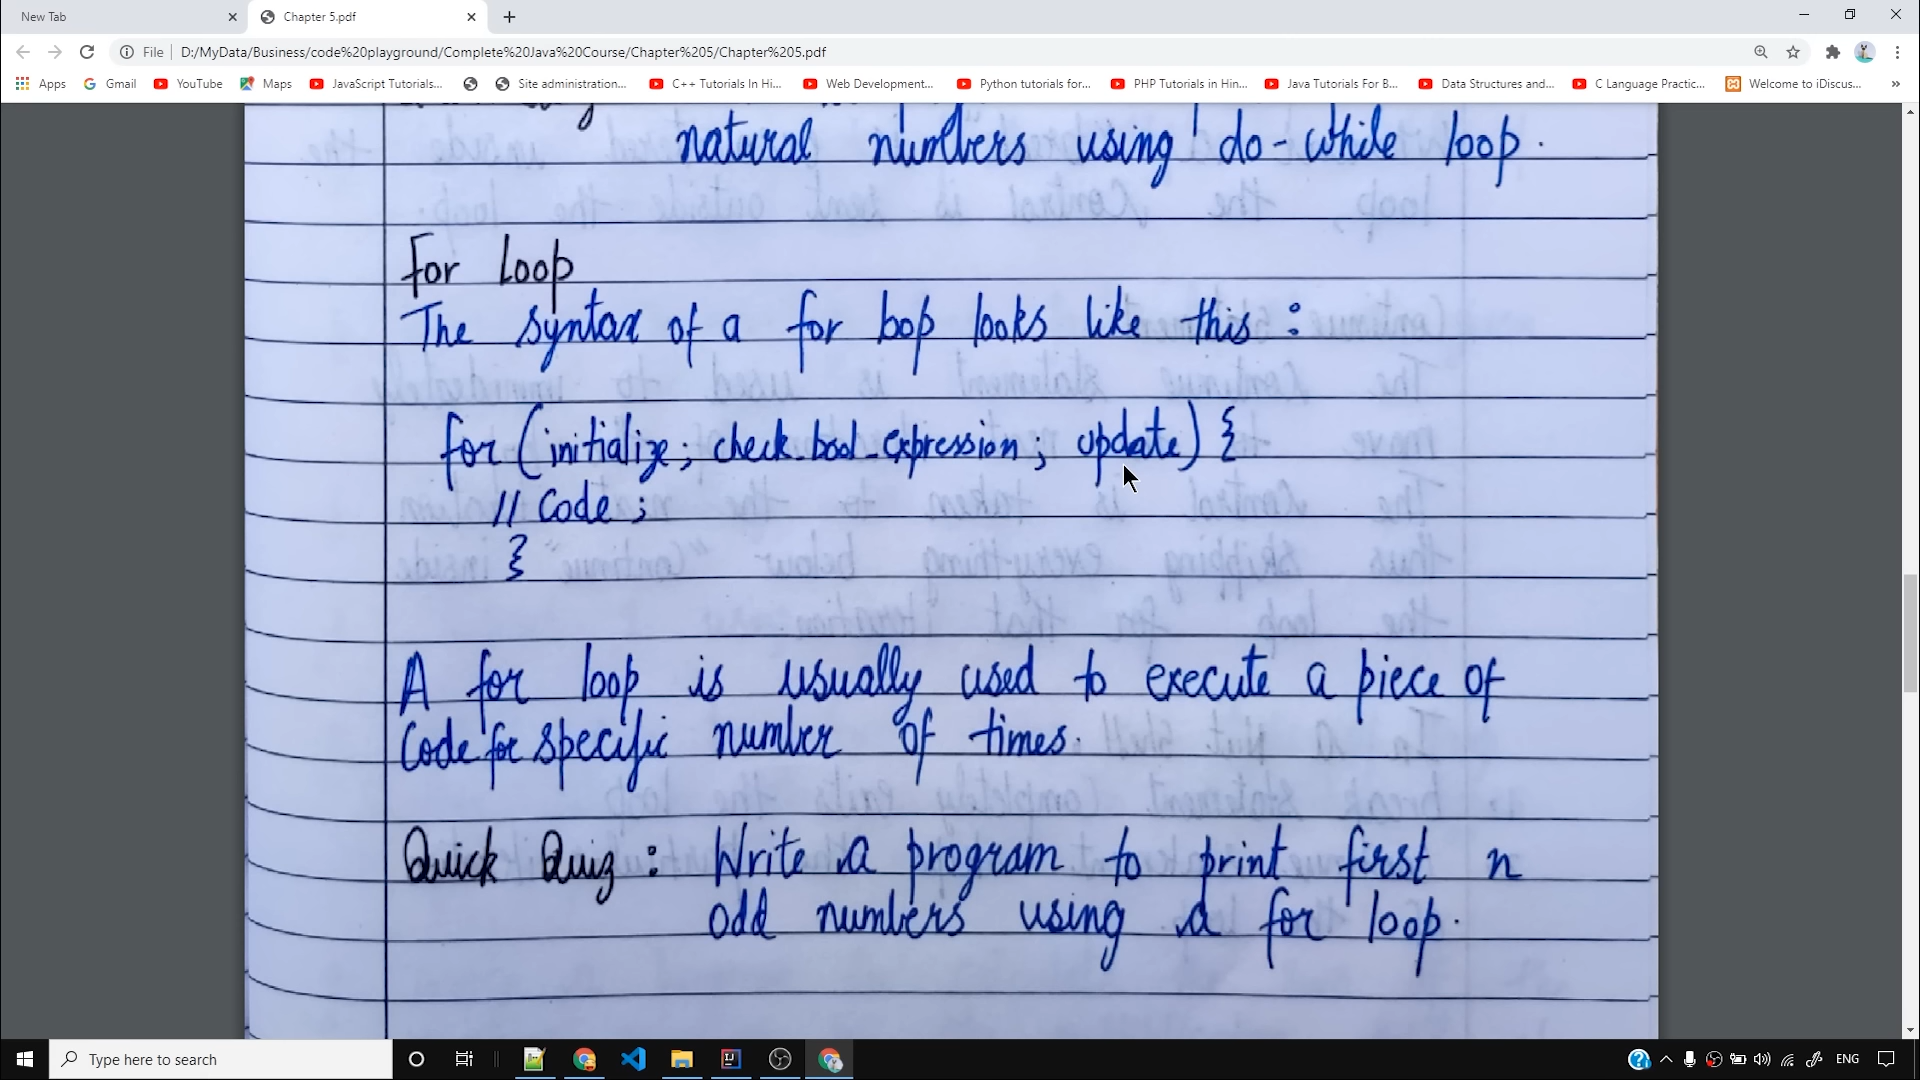 New Tab
Chapter 5.pdf
File
D:/MyData/Business/code%20playground/Complete%20Java%20Course/Chapter%205/Chapter%205.pdf
Apps
Gmail
YouTube
Maps
JavaScript Tutorials...
Site administration...
C++ Tutorials In Hi...
Web Development...
Python tutorials for...
PHP Tutorials in Hin...
Java Tutorials For B...
Data Structures and...
C Language Practic...
Welcome to iDiscus...
natural numbers using do-while loop.
For Loop
The syntax of a for loop looks like this :
for (initialize; check_bool_expression; update) {
// Code ;
}
A for loop is usually used to execute a piece of
Code for specific number of times.
Quick Quiz : Write a program to print first n
odd numbers using a for loop.
Type here to search
ENG